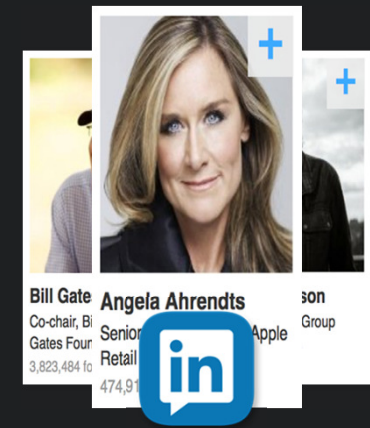 Bill Gate
Co-chair, Bi
Gates Foun
3,823,484 fo
Angela Ahrendts
Senior Apple
Retail
474,91
son
Group
in